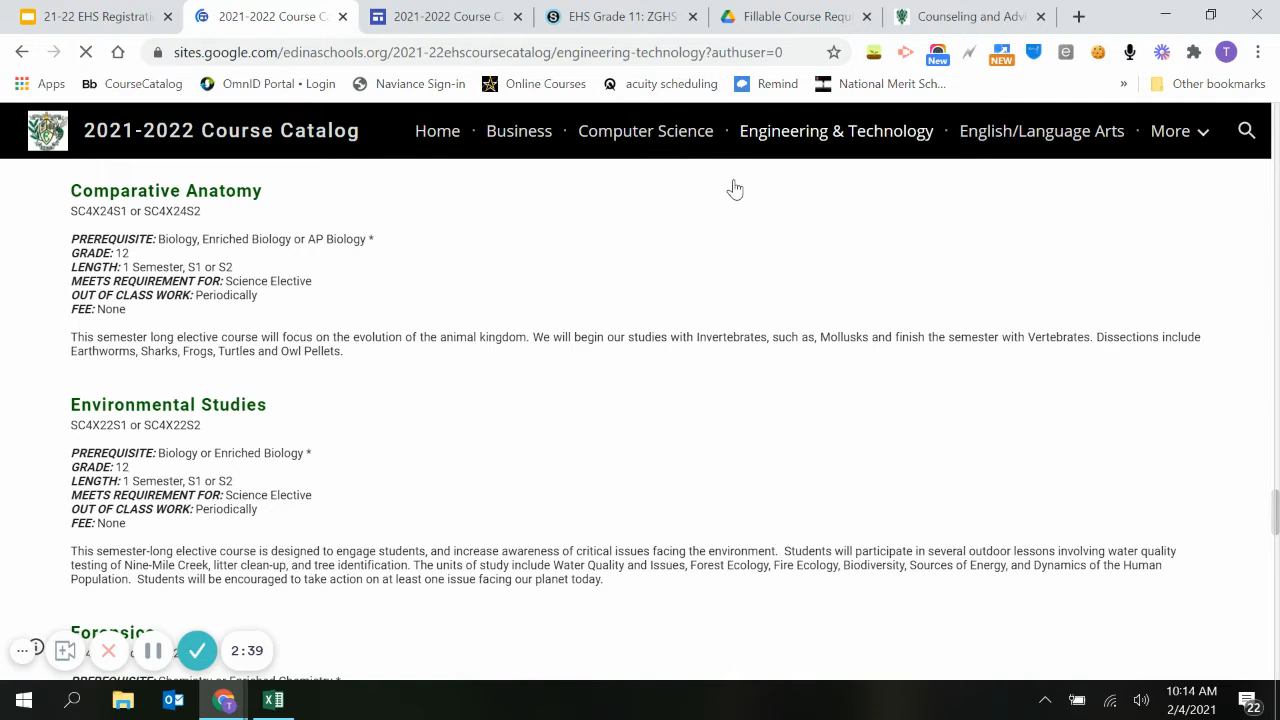 21-22 EHS Registrati
2021-2022 Course C
2021-2022 Course C
EHS Grade 11: ZGHS
Fillable Course Requ
Counseling and Advi
sites.google.com/edinaschools.org/2021-22ehscoursecatalog/engineering-technology?authuser=0
New
NEW
T
Apps
Bb CourseCatalog
OmnID Portal • Login
Naviance Sign-in
Online Courses
acuity scheduling
Remind
National Merit Sch...
»
Other bookmarks
2021-2022 Course Catalog
Home · Business · Computer Science · Engineering & Technology · English/Language Arts · More
Comparative Anatomy
SC4X24S1 or SC4X24S2
PREREQUISITE: Biology, Enriched Biology or AP Biology *
GRADE: 12
LENGTH: 1 Semester, S1 or S2
MEETS REQUIREMENT FOR: Science Elective
OUT OF CLASS WORK: Periodically
FEE: None
This semester long elective course will focus on the evolution of the animal kingdom. We will begin our studies with Invertebrates, such as, Mollusks and finish the semester with Vertebrates. Dissections include
Earthworms, Sharks, Frogs, Turtles and Owl Pellets.
Environmental Studies
SC4X22S1 or SC4X22S2
PREREQUISITE: Biology or Enriched Biology *
GRADE: 12
LENGTH: 1 Semester, S1 or S2
MEETS REQUIREMENT FOR: Science Elective
OUT OF CLASS WORK: Periodically
FEE: None
This semester-long elective course is designed to engage students, and increase awareness of critical issues facing the environment. Students will participate in several outdoor lessons involving water quality
testing of Nine-Mile Creek, litter clean-up, and tree identification. The units of study include Water Quality and Issues, Forest Ecology, Fire Ecology, Biodiversity, Sources of Energy, and Dynamics of the Human
Population. Students will be encouraged to take action on at least one issue facing our planet today.
Forensics
2:39
PREREQUISITE: Chemistry or Enriched Chemistry *
10:14 AM
2/4/2021
22